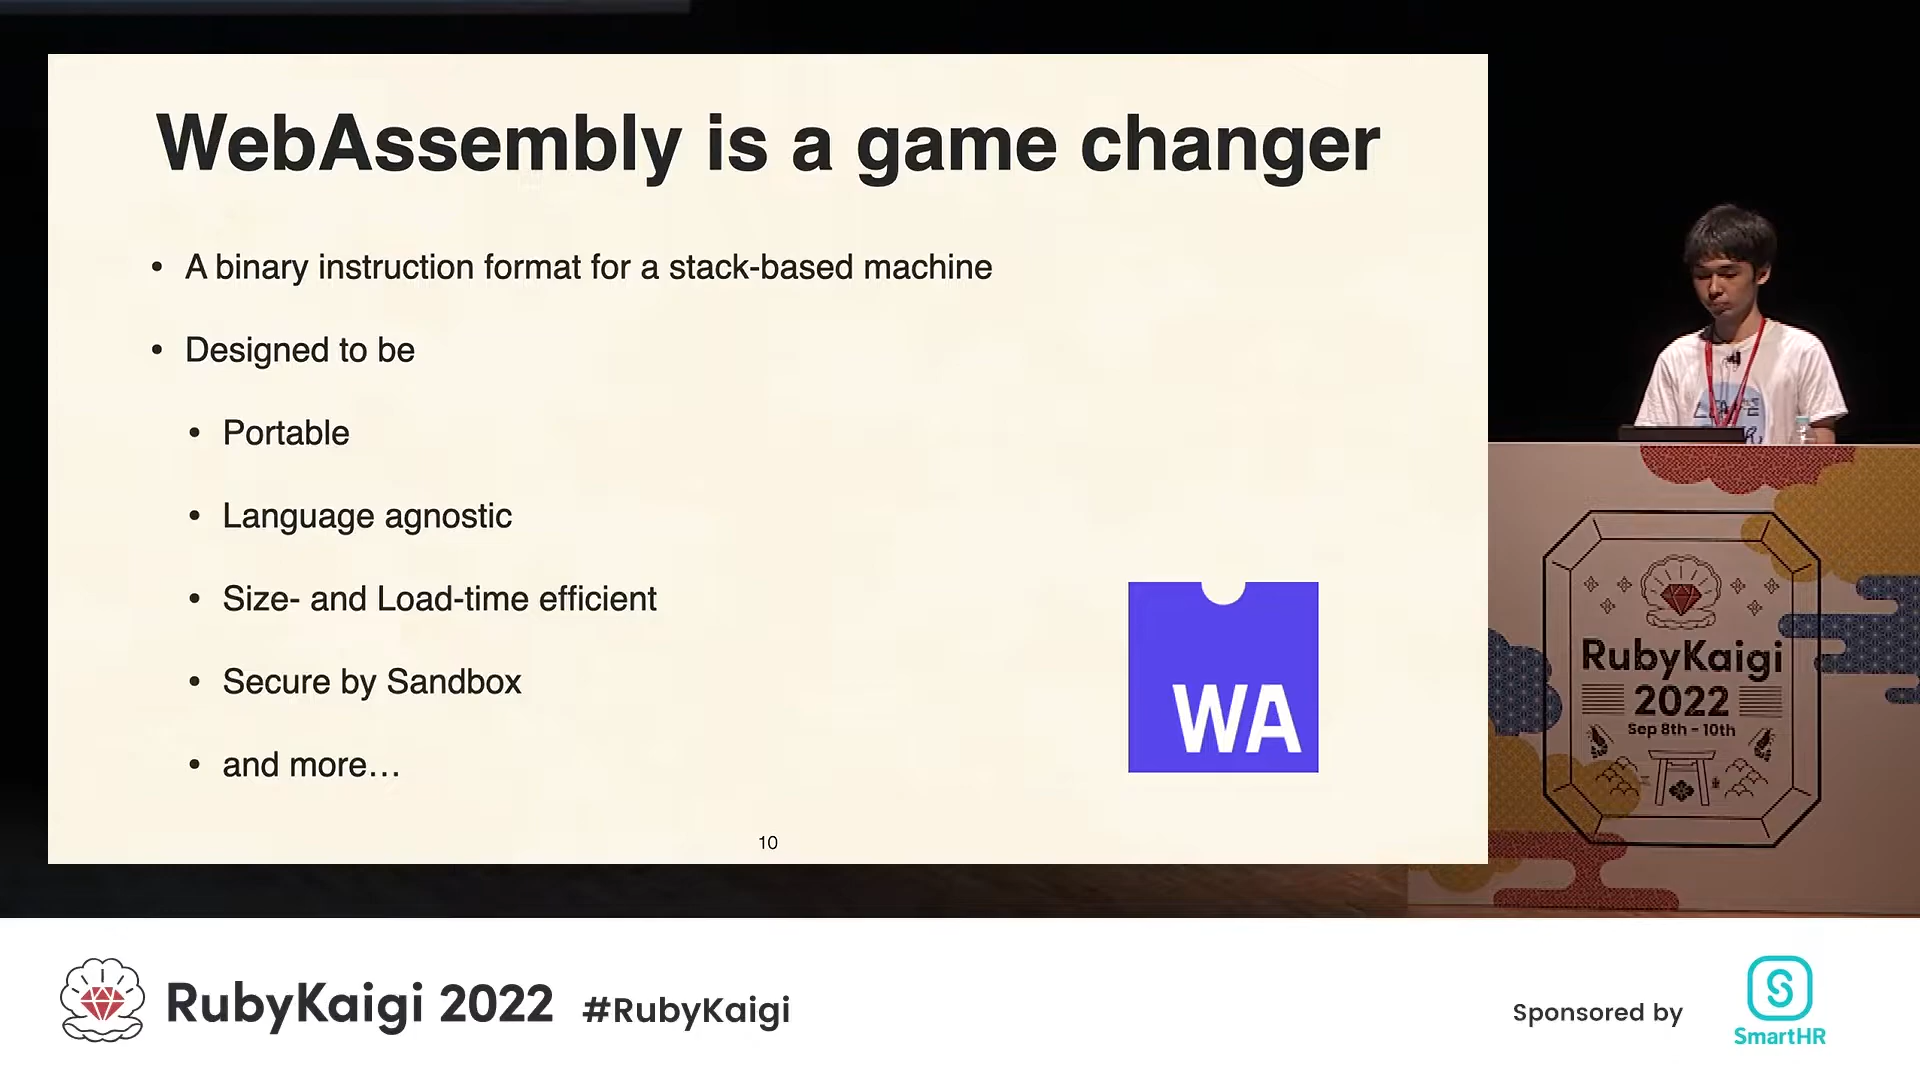 WebAssembly is a game changer
• A binary instruction format for a stack-based machine
• Designed to be
• Portable
• Language agnostic
• Size- and Load-time efficient
• Secure by Sandbox
• and more…
WA
10
RubyKaigi
2022
Sep 8th - 10th
RubyKaigi 2022 #RubyKaigi
Sponsored by
S
SmartHR